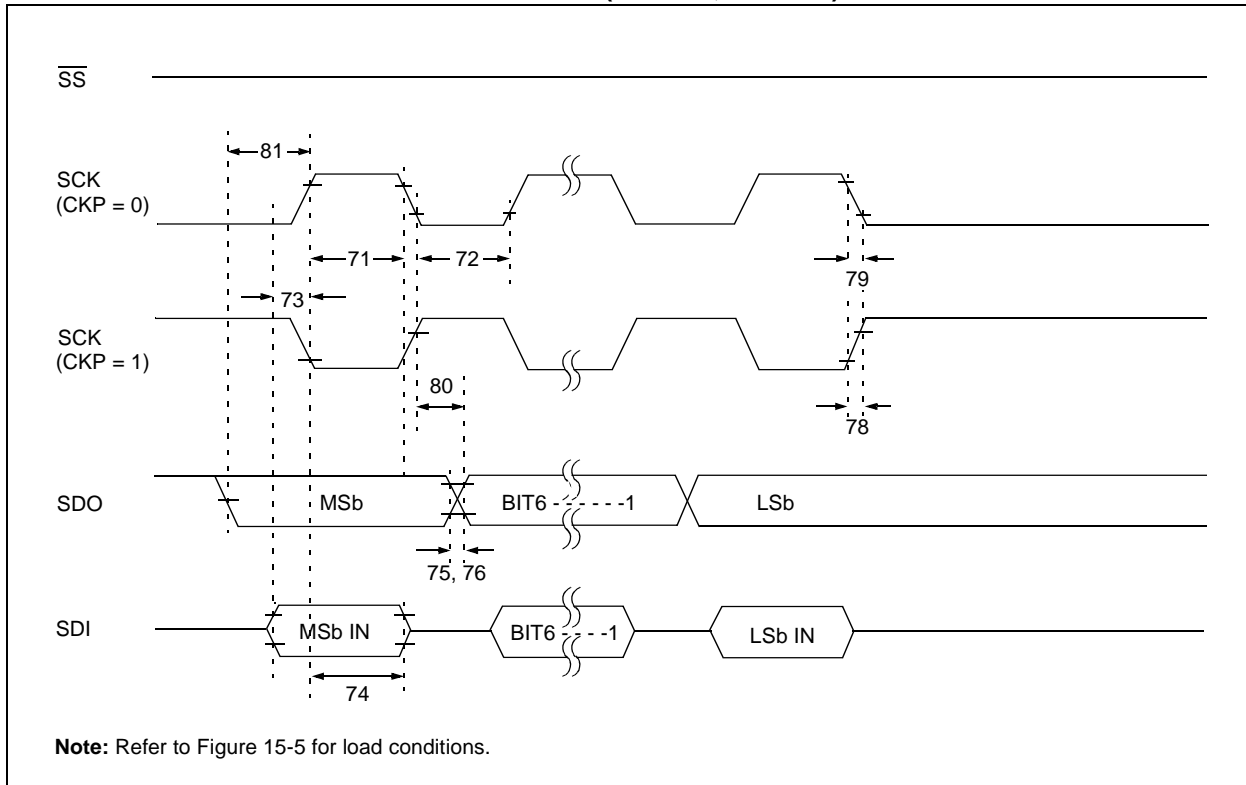 SS
81
SCK
(CKP = 0)
71
72
79
73
SCK
(CKP = 1)
80
78
SDO
MSb
BIT6 - - - - - -1
LSb
75, 76
SDI
MSb IN
BIT6 - - - - -1
LSb IN
74
Note: Refer to Figure 15-5 for load conditions.